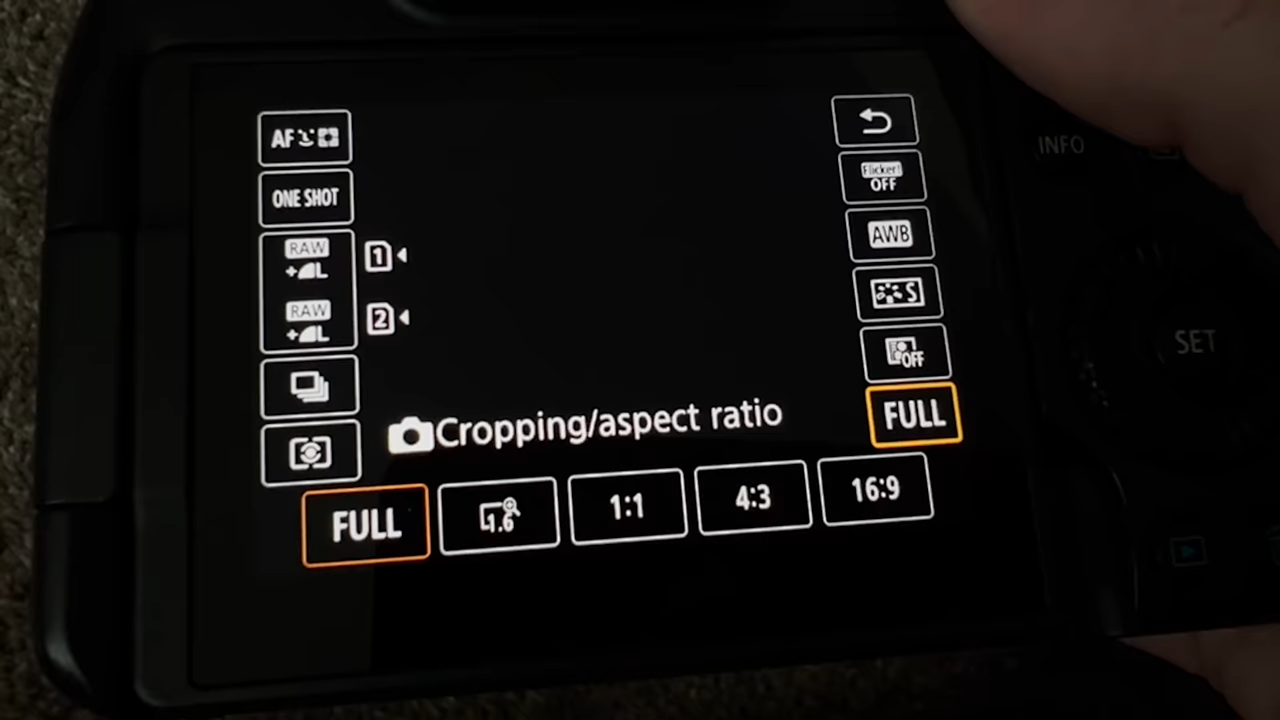 AF
ONE SHOT
RAW
+L
1
RAW
+L
2
Flicker!
OFF
AWB
S
OFF
FULL
Cropping/aspect ratio
FULL
1.6
1:1
4:3
16:9
INFO
SET